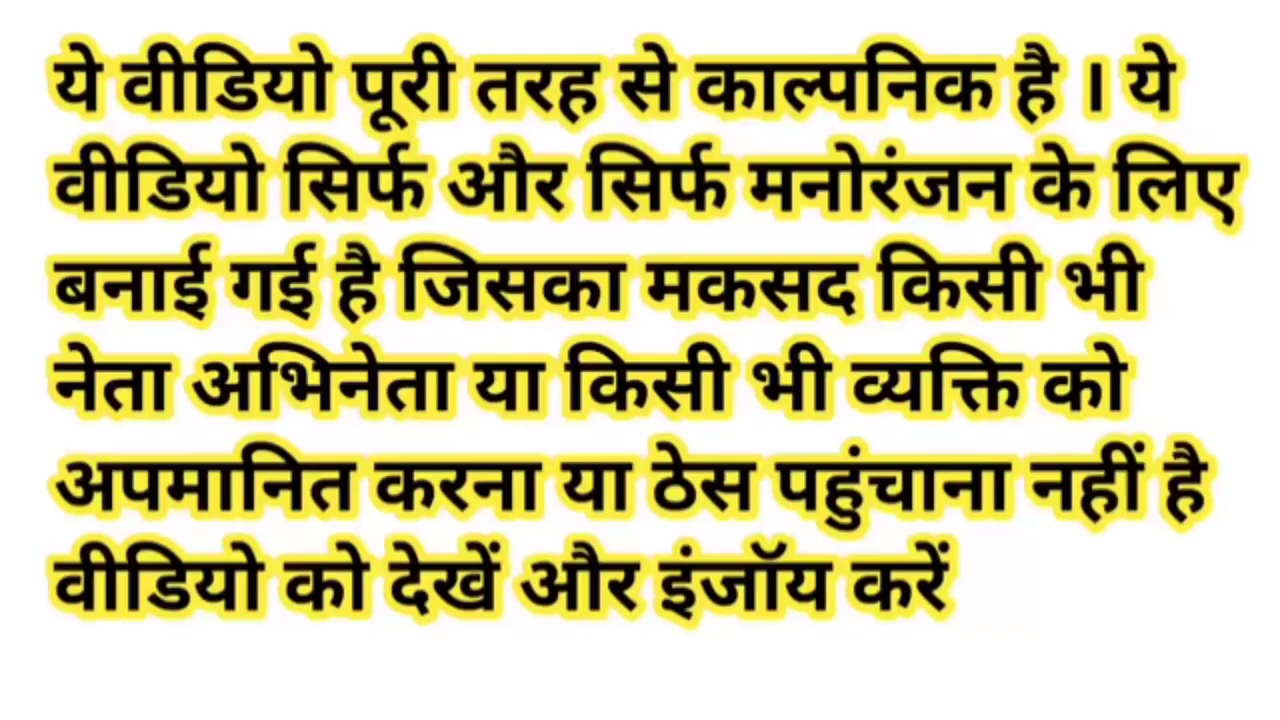 ये वीडियो पूरी तरह से काल्पनिक है । ये
वीडियो सिर्फ और सिर्फ मनोरंजन के लिए
बनाई गई है जिसका मकसद किसी भी
नेता अभिनेता या किसी भी व्यक्ति को
अपमानित करना या ठेस पहुंचाना नहीं है
वीडियो को देखें और इंजॉय करें